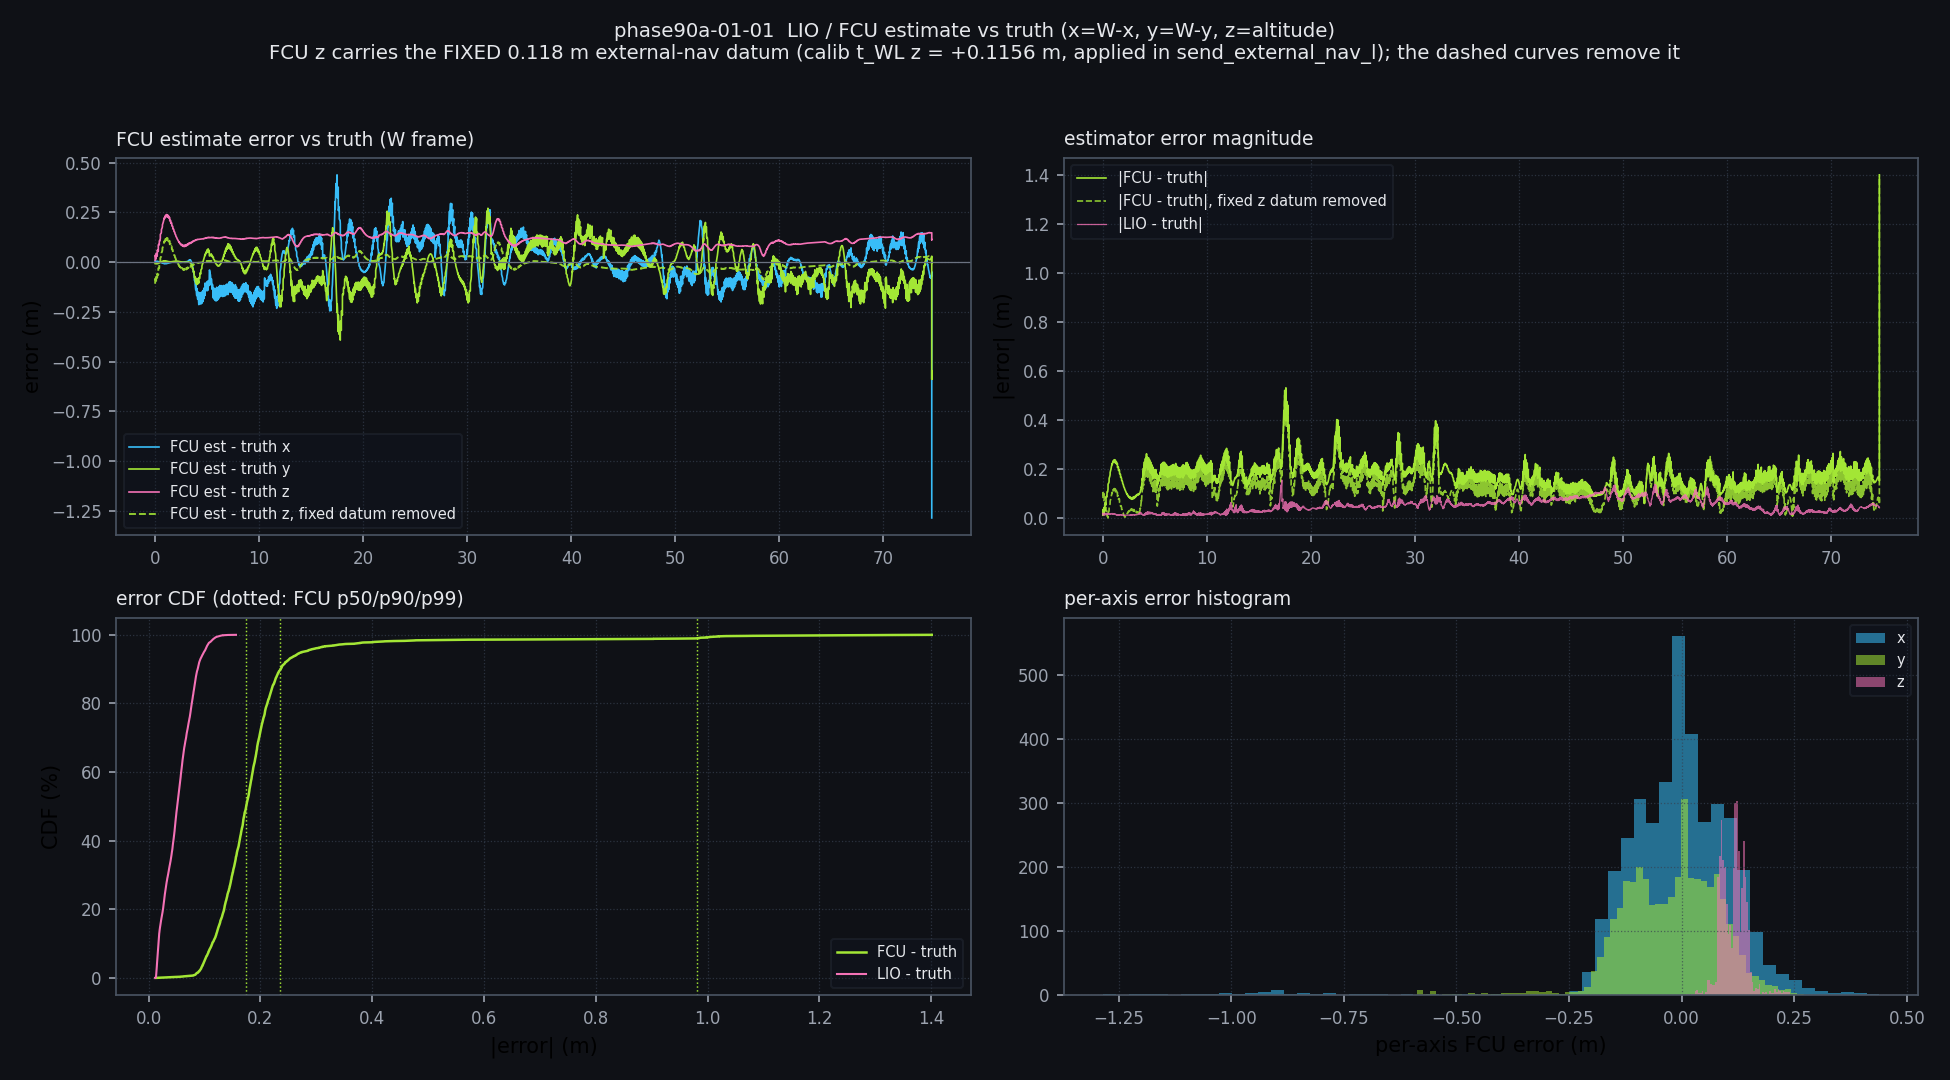 phase90a-01-01  LIO / FCU estimate vs truth (x=W-x, y=W-y, z=altitude)
FCU z carries the FIXED 0.118 m external-nav datum (calib t_WL z = +0.1156 m, applied in send_external_nav_l); the dashed curves remove it
FCU estimate error vs truth (W frame)
error (m)
0.50
0.25
0.00
−0.25
−0.50
−0.75
−1.00
−1.25
FCU est - truth x
FCU est - truth y
FCU est - truth z
FCU est - truth z, fixed datum removed
0 10 20 30 40 50 60 70
estimator error magnitude
|error| (m)
1.4
1.2
1.0
0.8
0.6
0.4
0.2
0.0
|FCU - truth|
|FCU - truth|, fixed z datum removed
|LIO - truth|
0 10 20 30 40 50 60 70
error CDF (dotted: FCU p50/p90/p99)
CDF (%)
100
80
60
40
20
0
FCU - truth
LIO - truth
0.0 0.2 0.4 0.6 0.8 1.0 1.2 1.4
|error| (m)
per-axis error histogram
500
400
300
200
100
0
x
y
z
−1.25 −1.00 −0.75 −0.50 −0.25 0.00 0.25 0.50
per-axis FCU error (m)